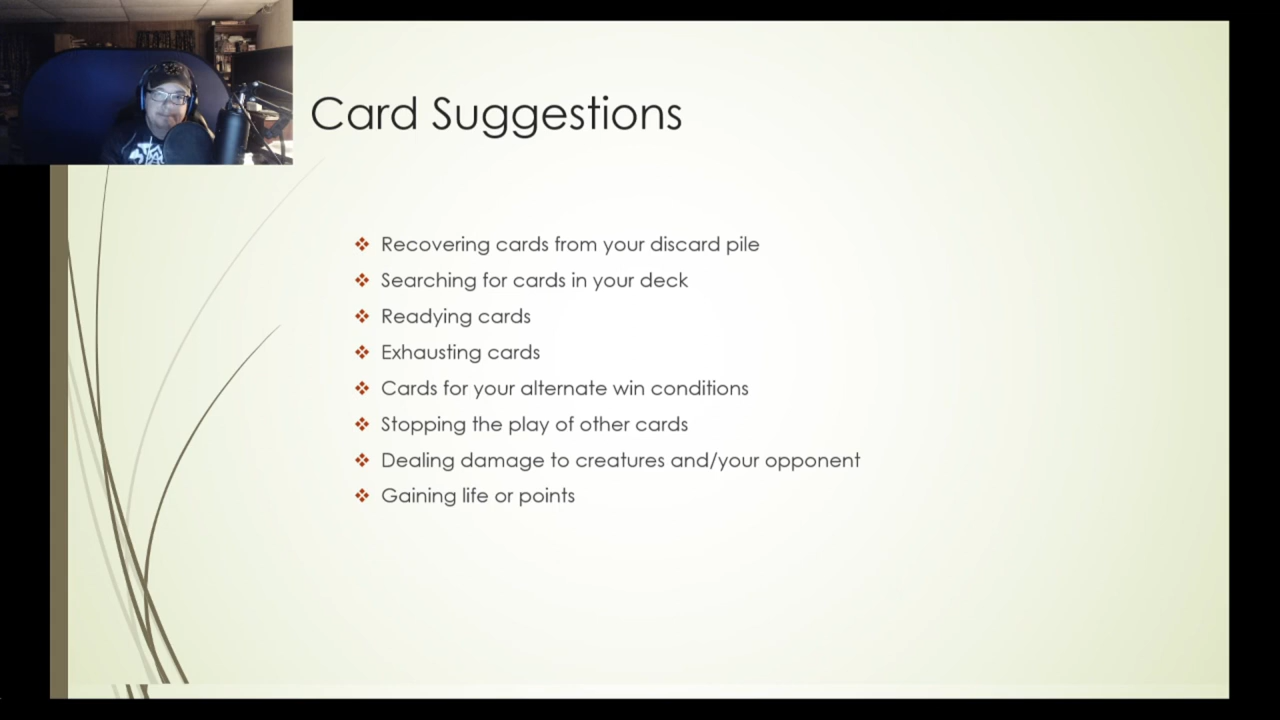 Card Suggestions
Recovering cards from your discard pile
Searching for cards in your deck
Readying cards
Exhausting cards
Cards for your alternate win conditions
Stopping the play of other cards
Dealing damage to creatures and/your opponent
Gaining life or points